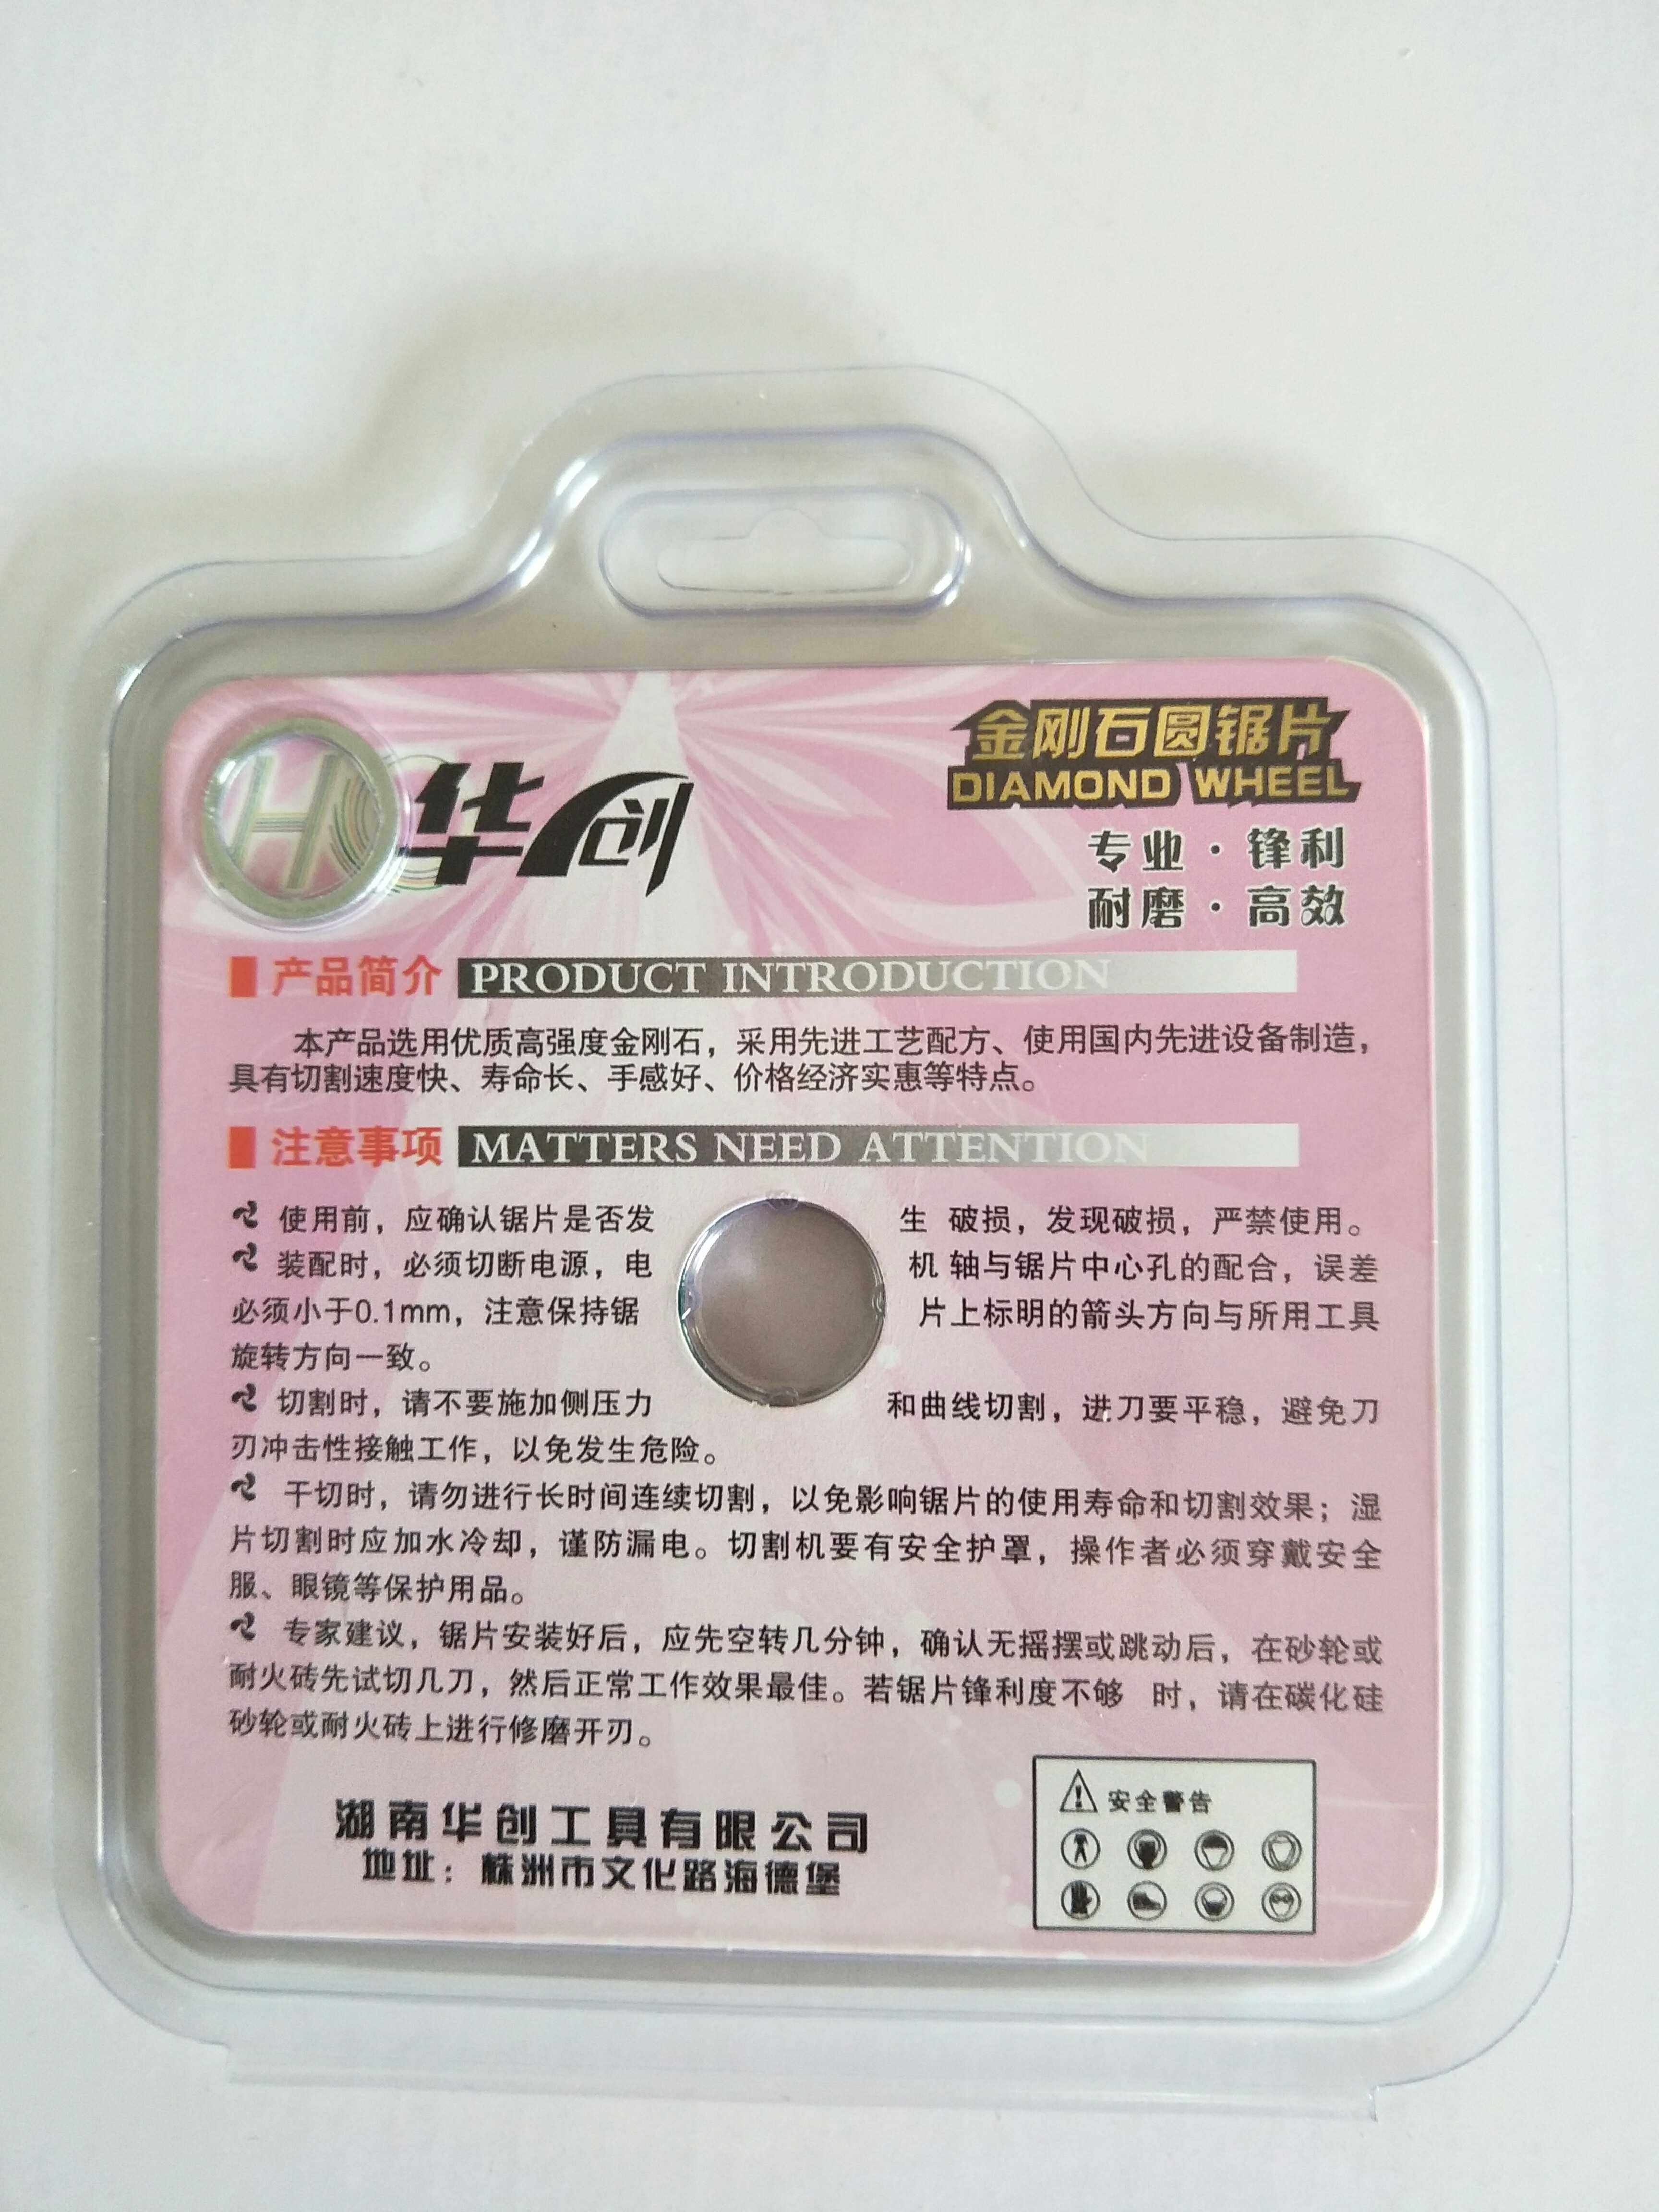 HC 华创
金刚石圆锯片
DIAMOND WHEEL
专业·锋利
耐磨·高效
产品简介 PRODUCT INTRODUCTION
本产品选用优质高强度金刚石，采用先进工艺配方、使用国内先进设备制造，
具有切割速度快、寿命长、手感好、价格经济实惠等特点。
注意事项 MATTERS NEED ATTENTION
使用前，应确认锯片是否发生 破损，发现破损，严禁使用。
装配时，必须切断电源，电机 轴与锯片中心孔的配合，误差
必须小于0.1mm，注意保持锯片上标明的箭头方向与所用工具
旋转方向一致。
切割时，请不要施加侧压力和曲线切割，进刀要平稳，避免刀
刃冲击性接触工作，以免发生危险。
干切时，请勿进行长时间连续切割，以免影响锯片的使用寿命和切割效果；湿
片切割时应加水冷却，谨防漏电。切割机要有安全护罩，操作者必须穿戴安全
服、眼镜等保护用品。
专家建议，锯片安装好后，应先空转几分钟，确认无摇摆或跳动后，在砂轮或
耐火砖先试切几刀，然后正常工作效果最佳。若锯片锋利度不够 时，请在碳化硅
砂轮或耐火砖上进行修磨开刃。
湖南华创工具有限公司
地址：株洲市文化路海德堡
安全警告